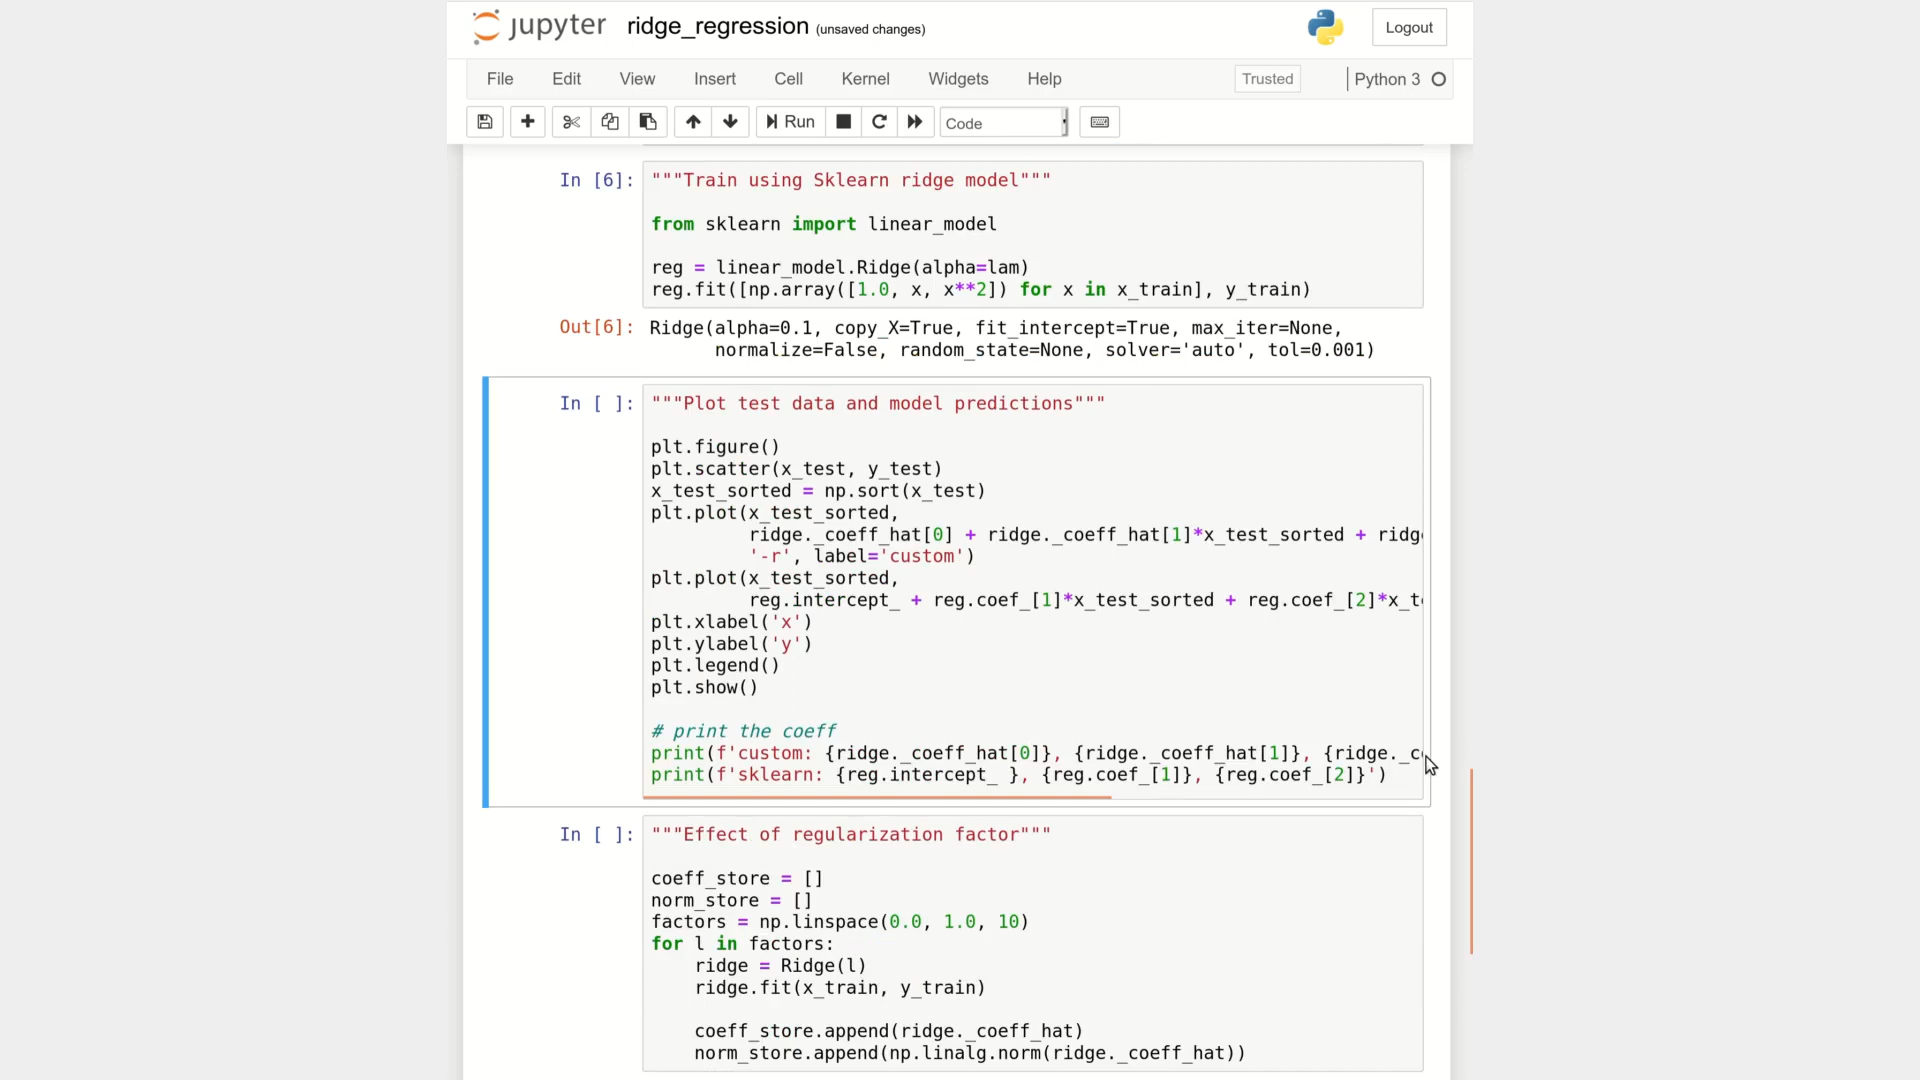 jupyter ridge_regression (unsaved changes) Logout
File Edit View Insert Cell Kernel Widgets Help Trusted Python 3
Run Code
In [6]: """Train using Sklearn ridge model"""
from sklearn import linear_model
reg = linear_model.Ridge(alpha=lam)
reg.fit([np.array([1.0, x, x**2]) for x in x_train], y_train)
Out[6]: Ridge(alpha=0.1, copy_X=True, fit_intercept=True, max_iter=None,
normalize=False, random_state=None, solver='auto', tol=0.001)
In [ ]: """Plot test data and model predictions"""
plt.figure()
plt.scatter(x_test, y_test)
x_test_sorted = np.sort(x_test)
plt.plot(x_test_sorted,
ridge._coeff_hat[0] + ridge._coeff_hat[1]*x_test_sorted + ridg
'-r', label='custom')
plt.plot(x_test_sorted,
reg.intercept_ + reg.coef_[1]*x_test_sorted + reg.coef_[2]*x_t
plt.xlabel('x')
plt.ylabel('y')
plt.legend()
plt.show()
# print the coeff
print(f'custom: {ridge._coeff_hat[0]}, {ridge._coeff_hat[1]}, {ridge._c
print(f'sklearn: {reg.intercept_ }, {reg.coef_[1]}, {reg.coef_[2]}')
In [ ]: """Effect of regularization factor"""
coeff_store = []
norm_store = []
factors = np.linspace(0.0, 1.0, 10)
for l in factors:
ridge = Ridge(l)
ridge.fit(x_train, y_train)
coeff_store.append(ridge._coeff_hat)
norm_store.append(np.linalg.norm(ridge._coeff_hat))